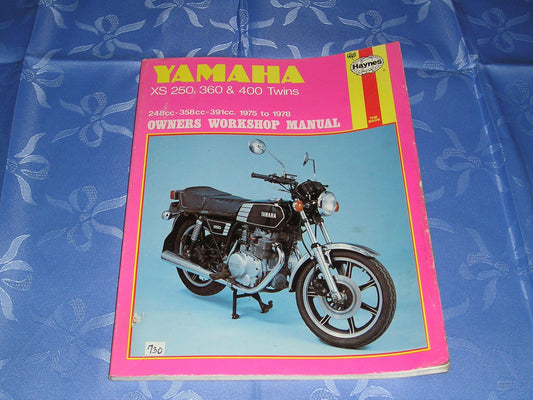 YAMAHA
Haynes
XS 250, 360 & 400 Twins
248cc - 358cc - 391cc. 1975 to 1978
OWNERS WORKSHOP MANUAL
YAMAHA
730